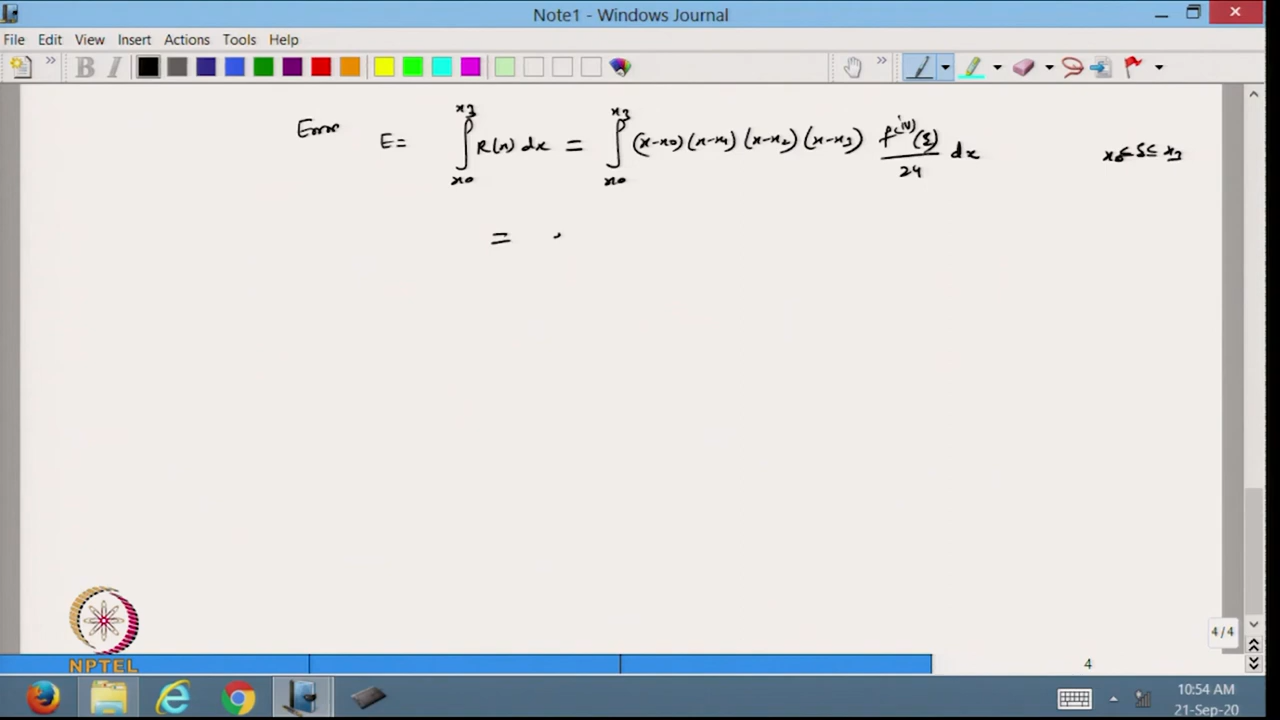 Note1 - Windows Journal
File Edit View Insert Actions Tools Help
Error E = ∫_{x0}^{x3} R(x) dx = ∫_{x0}^{x3} (x-x0) (x-x1) (x-x2) (x-x3) f^{(iv)}(ξ)/24 dx x0 ≤ ξ ≤ x3
=
4/4
NPTEL
4
10:54 AM
21-Sep-20